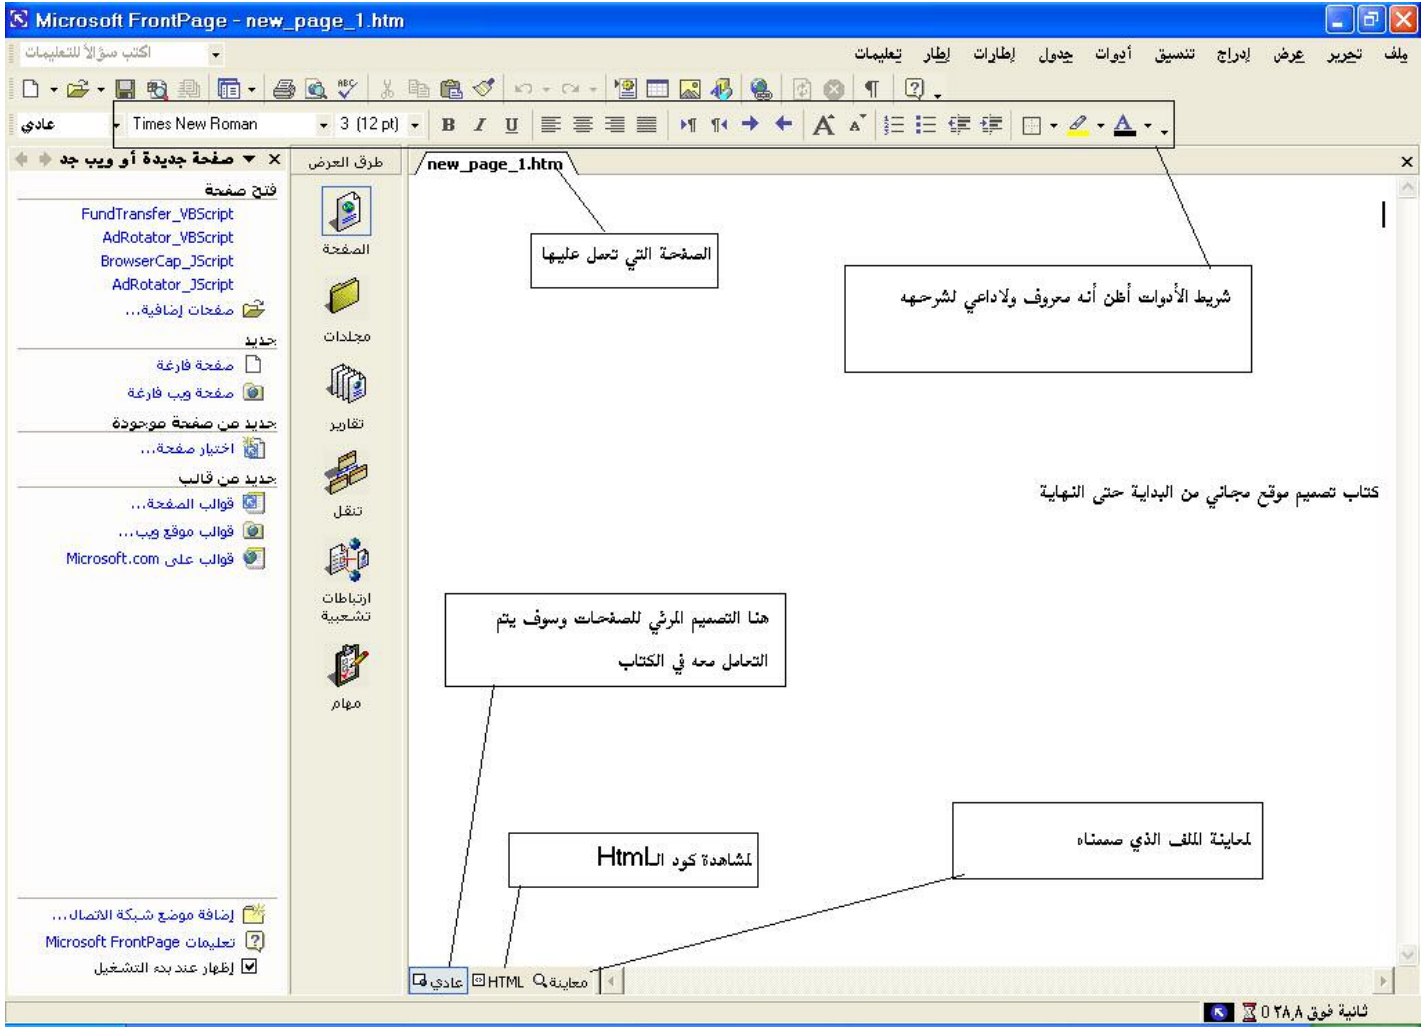 Microsoft FrontPage - new_page_1.htm
ملف تحرير عرض إدراج تنسيق أدوات جدول إطارات إطار تعليمات
اكتب سؤالاً للتعليمات
عادي
Times New Roman
3 (12 pt)
B I U
صفحة جديدة أو ويب جد
طرق العرض
new_page_1.htm
فتح صفحة
FundTransfer_VBScript
AdRotator_VBScript
BrowserCap_JScript
AdRotator_JScript
صفحات إضافية...
جديد
صفحة فارغة
صفحة ويب فارغة
جديد من صفحة موجودة
اختيار صفحة...
جديد من قالب
قوالب الصفحة...
قوالب موقع ويب...
قوالب على Microsoft.com
إضافة موضع شبكة الاتصال...
تعليمات Microsoft FrontPage
إظهار عند بدء التشغيل
الصفحة
مجلدات
تقارير
تنقل
ارتباطات
تشعبية
مهام
الصفحة التي تعمل عليها
شريط الأدوات أظن أنه معروف ولاداعي لشرحهه
كتاب تصميم موقع مجاني من البداية حتى النهاية
هنا التصميم المرئي للصفحات وسوف يتم
التعامل معه في الكتاب
لمشاهدة كود الـHtml
لمعاينة الملف الذي صممناه
عادي
HTML
معاينة
٢٨,٨ 0 ثانية فوق